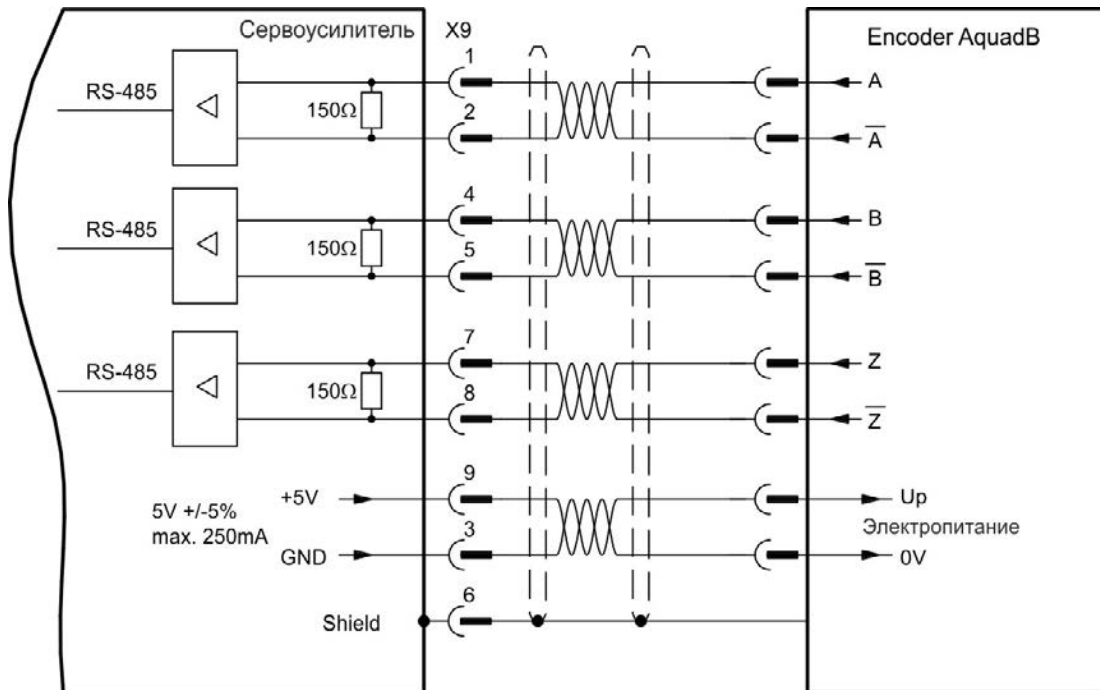 Сервоусилитель
X9
Encoder AquadB
1
RS-485
150Ω
A
2
A̅
4
RS-485
150Ω
B
5
B̅
7
RS-485
150Ω
Z
8
Z̅
9
5V +/-5%
max. 250mA
+5V
Up
Электропитание
3
GND
0V
6
Shield